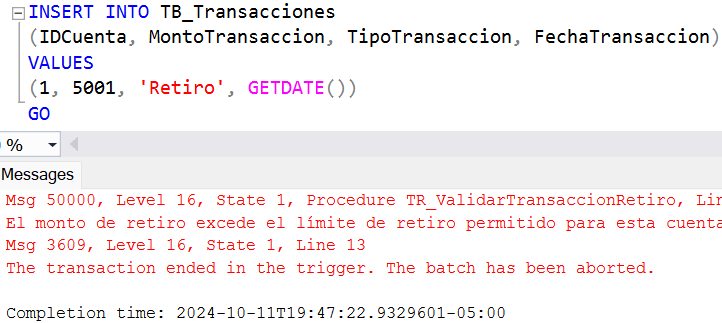 INSERT INTO TB_Transacciones
(IDCuenta, MontoTransaccion, TipoTransaccion, FechaTransaccion)
VALUES
(1, 5001, 'Retiro', GETDATE())
GO
%
Messages
Msg 50000, Level 16, State 1, Procedure TR_ValidarTransaccionRetiro,
El monto de retiro excede el límite de retiro permitido para esta cuenta
Msg 3609, Level 16, State 1, Line 13
The transaction ended in the trigger. The batch has been aborted.
Completion time: 2024-10-11T19:47:22.9329601-05:00